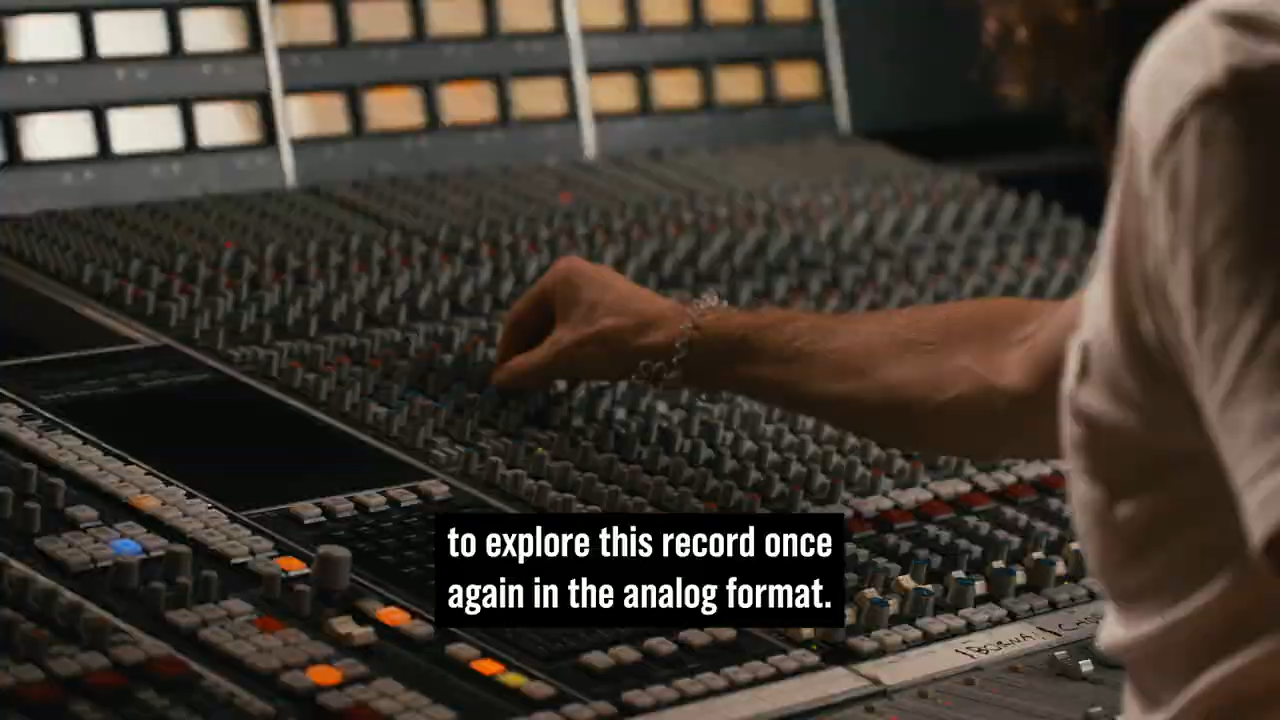 to explore this record once
again in the analog format.